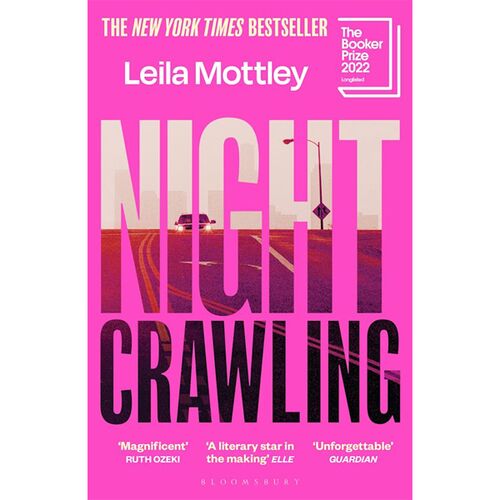 THE NEW YORK TIMES BESTSELLER
Leila Mottley
The
Booker
Prize
2022
Longlisted
NIGHT
CRAWLING
‘Magnificent’
RUTH OZEKI
‘A literary star in
the making’ ELLE
‘Unforgettable’
GUARDIAN
BLOOMSBURY